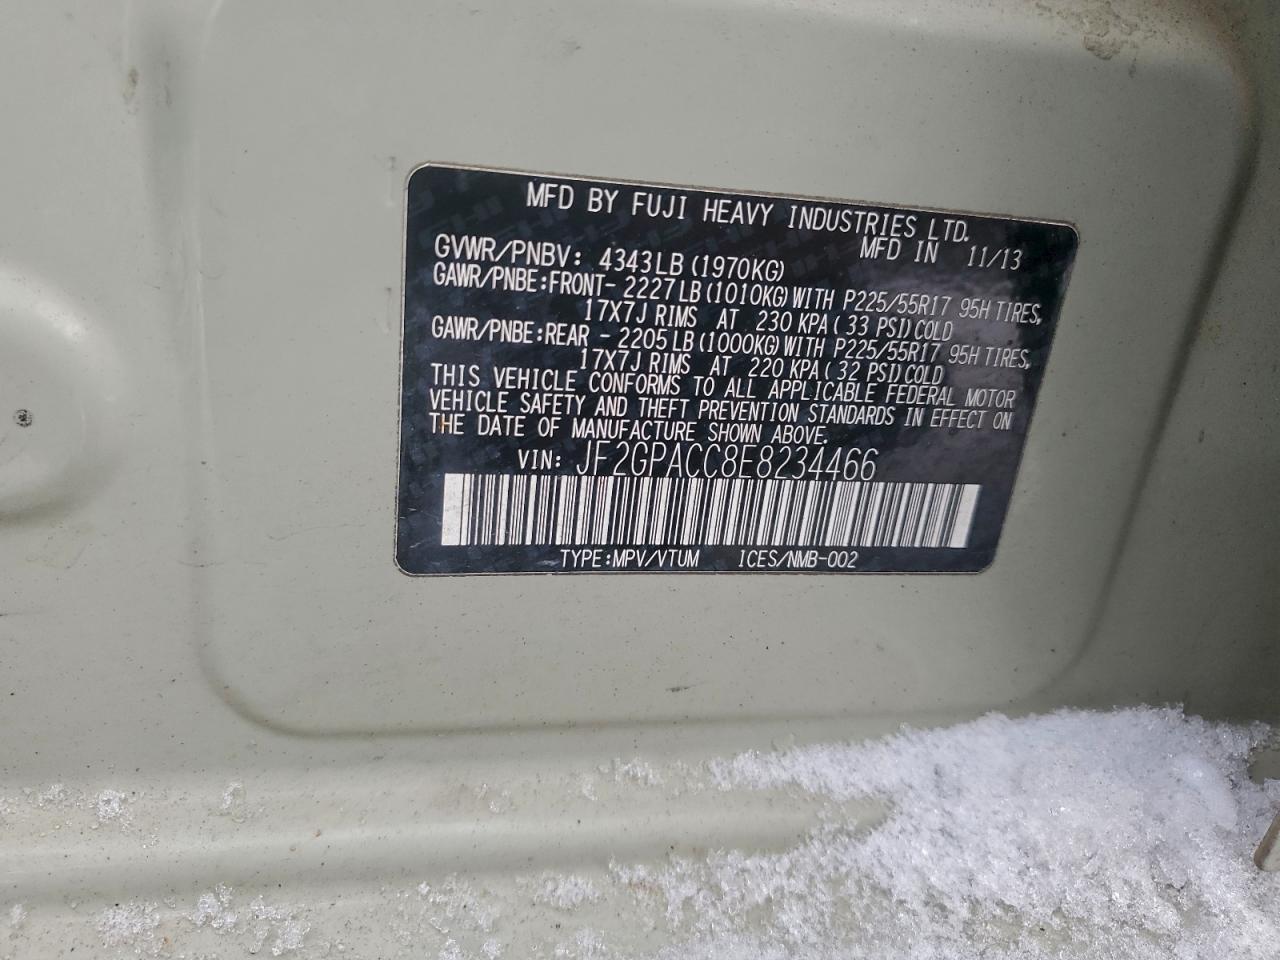 MFD BY FUJI HEAVY INDUSTRIES LTD.
MFD IN 11/13
GVWR/PNBV: 4343LB (1970KG)
GAWR/PNBE:FRONT- 2227LB (1010KG) WITH P225/55R17 95H TIRES,
17X7J RIMS AT 230 KPA ( 33 PSI) COLD
GAWR/PNBE:REAR - 2205LB (1000KG) WITH P225/55R17 95H TIRES,
17X7J RIMS AT 220 KPA ( 32 PSI) COLD
THIS VEHICLE CONFORMS TO ALL APPLICABLE FEDERAL MOTOR
VEHICLE SAFETY AND THEFT PREVENTION STANDARDS IN EFFECT ON
THE DATE OF MANUFACTURE SHOWN ABOVE.
VIN: JF2GPACC8E8234466
TYPE:MPV/VTUM ICES/NMB-002